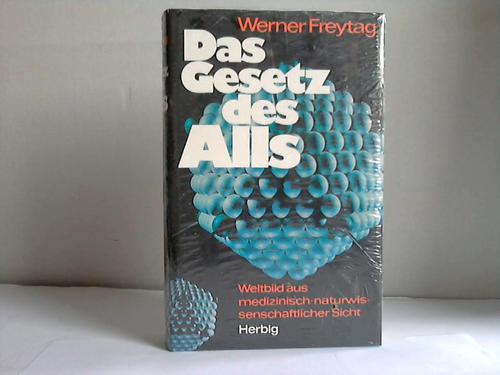 Werner Freytag
Das
Gesetz
des
Alls
Weltbild aus
medizinisch-naturwis-
senschaftlicher Sicht
Herbig